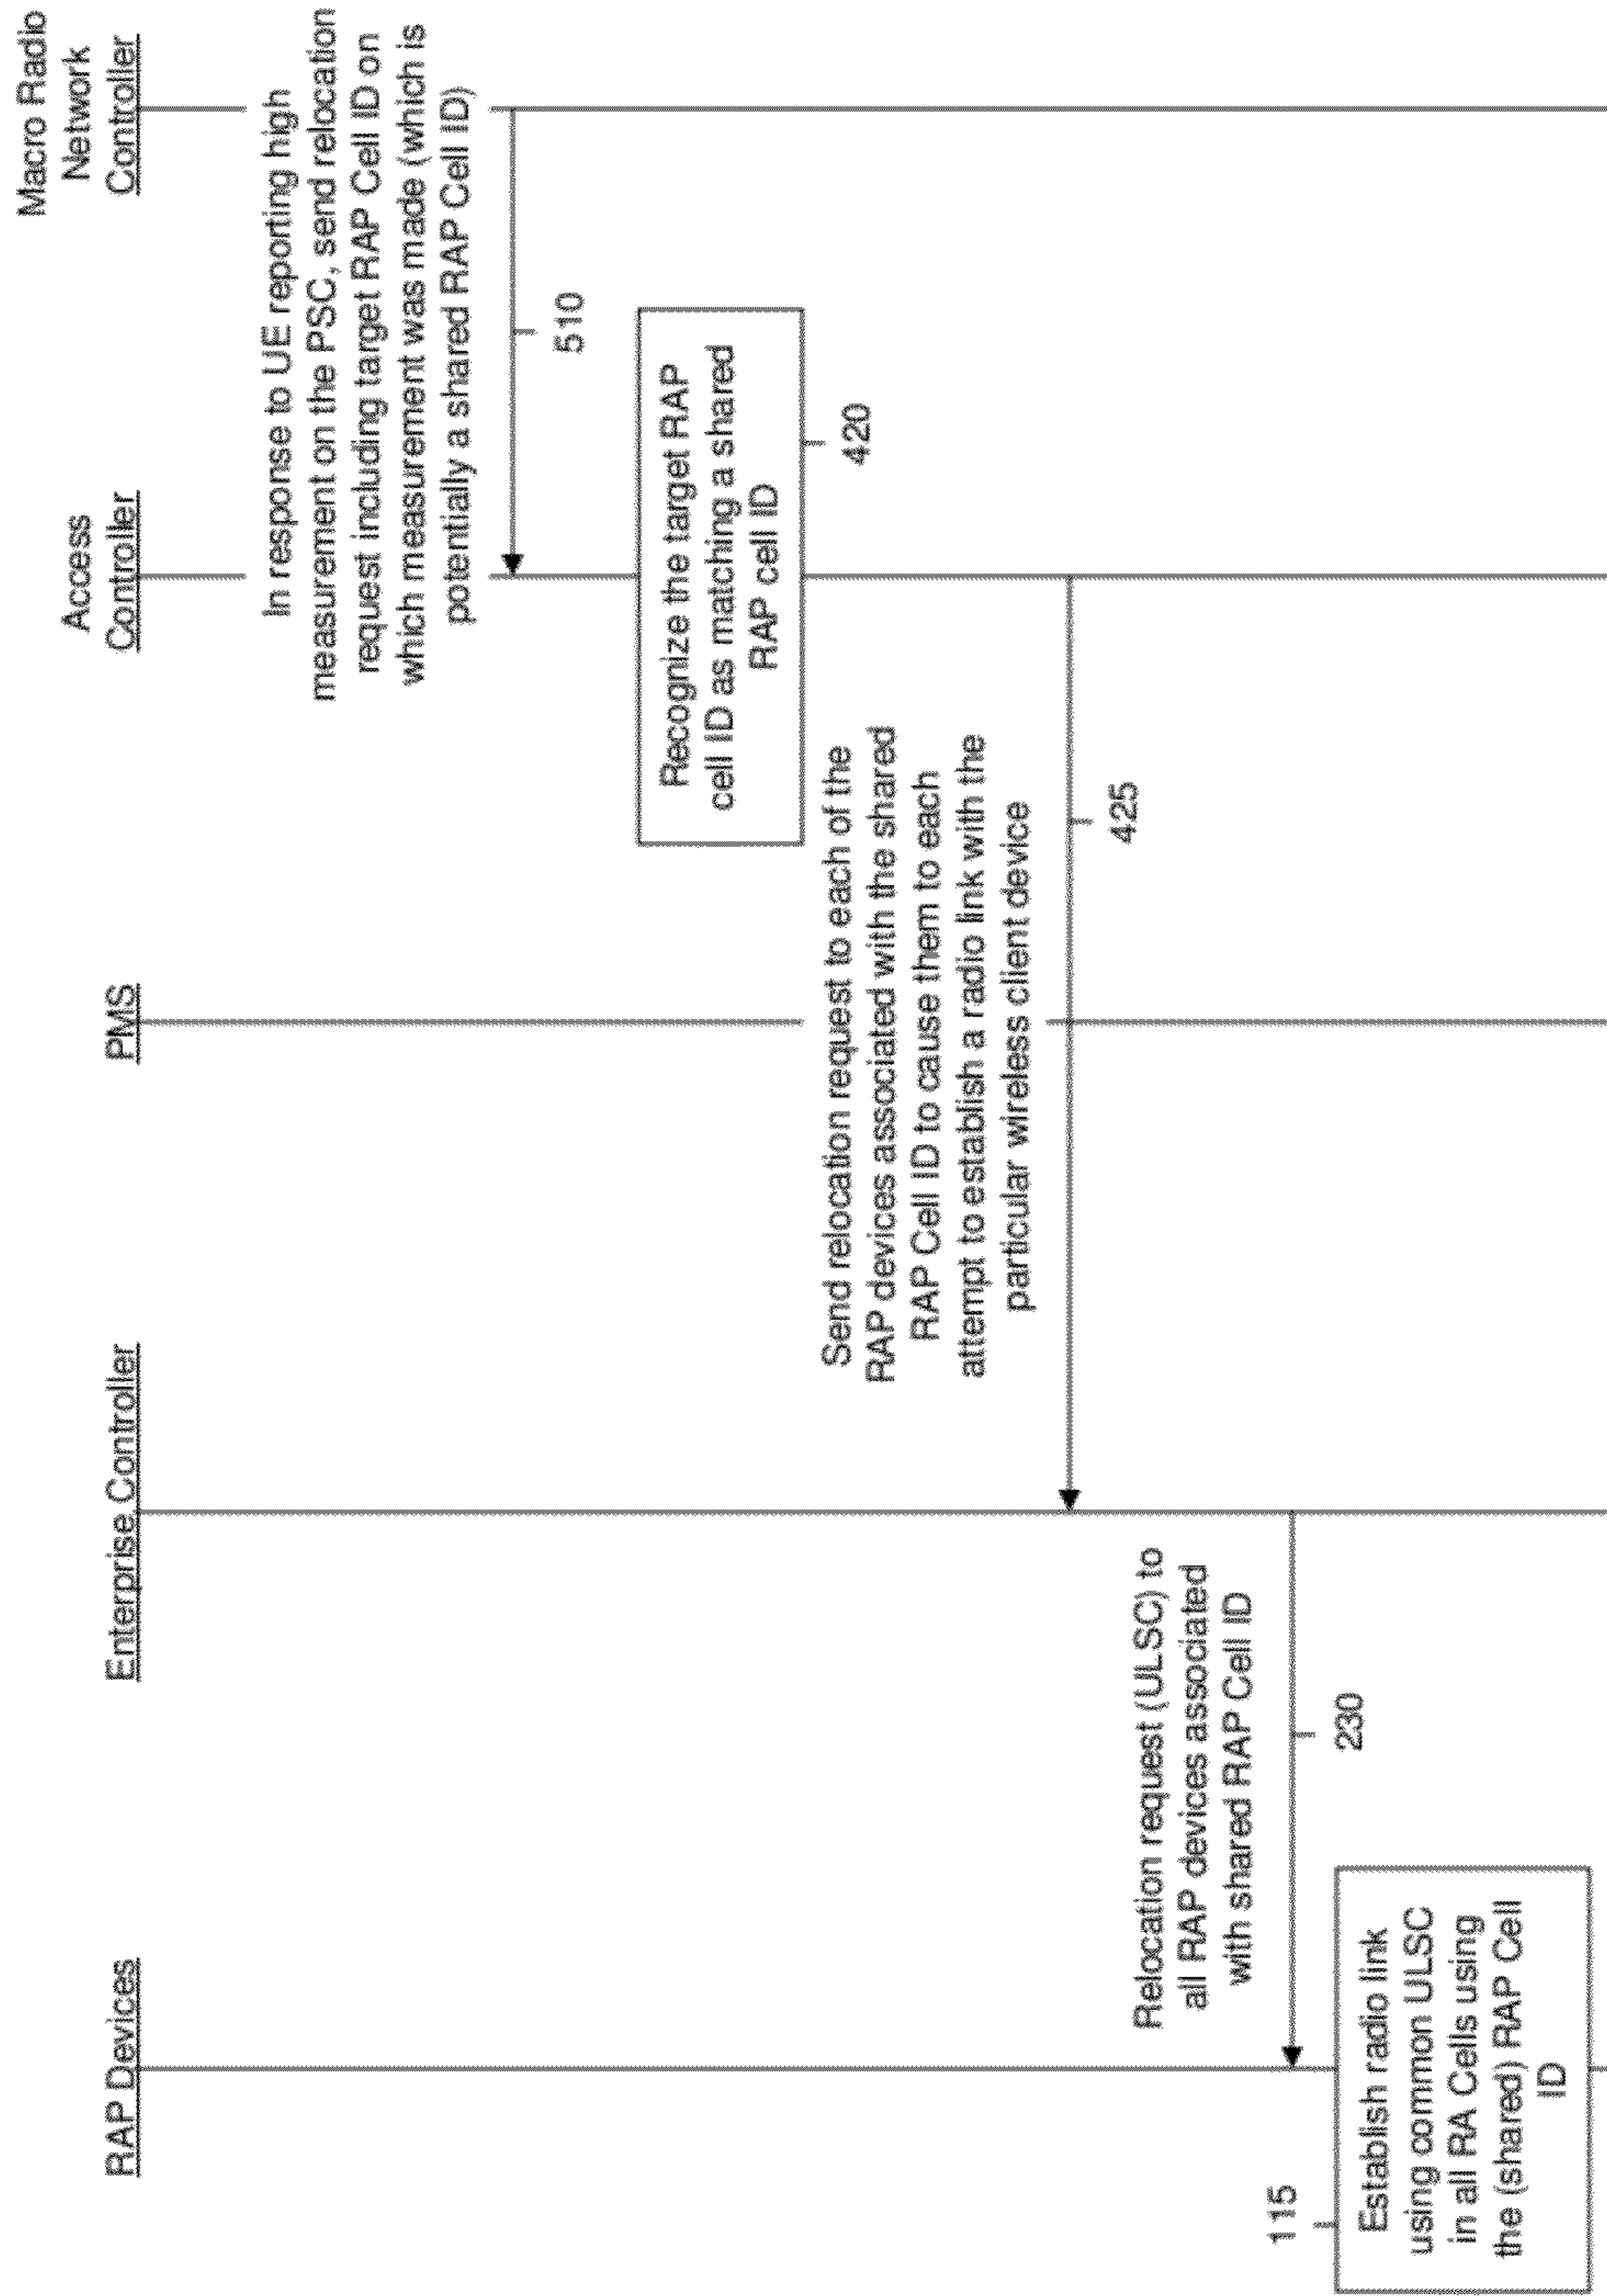 RAP Devices
Enterprise Controller
PMS
Access
Controller
Macro Radio
Network
Controller
In response to UE reporting high
measurement on the PSC, send relocation
request including target RAP Cell ID on
which measurement was made (which is
potentially a shared RAP Cell ID)
510
Recognize the target RAP
cell ID as matching a shared
RAP cell ID
420
Send relocation request to each of the
RAP devices associated with the shared
RAP Cell ID to cause them to each
attempt to establish a radio link with the
particular wireless client device
425
Relocation request (ULSC) to
all RAP devices associated
with shared RAP Cell ID
230
115
Establish radio link
using common ULSC
in all RA Cells using
the (shared) RAP Cell
ID